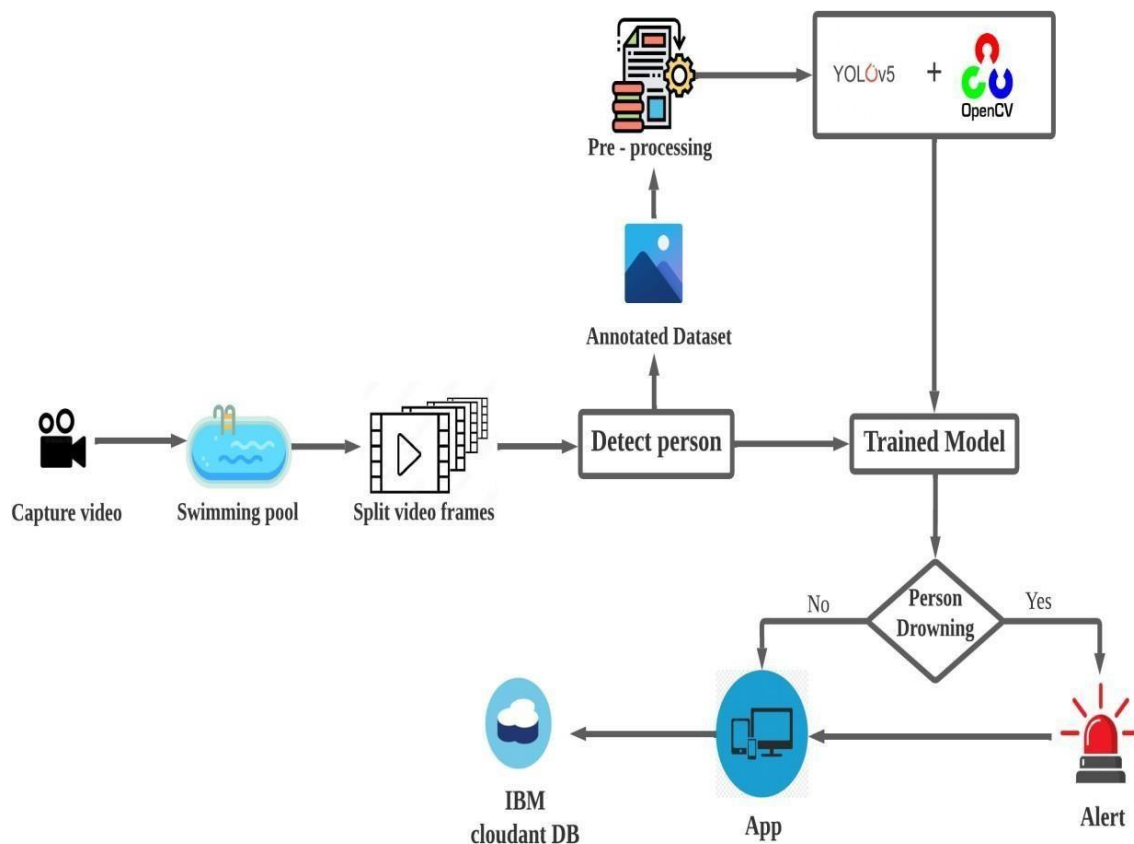 YOLOv5
+
OpenCV
Pre - processing
Annotated Dataset
Detect person
Trained Model
Capture video
Swimming pool
Split video frames
No
Person
Drowning
Yes
IBM
cloudant DB
App
Alert